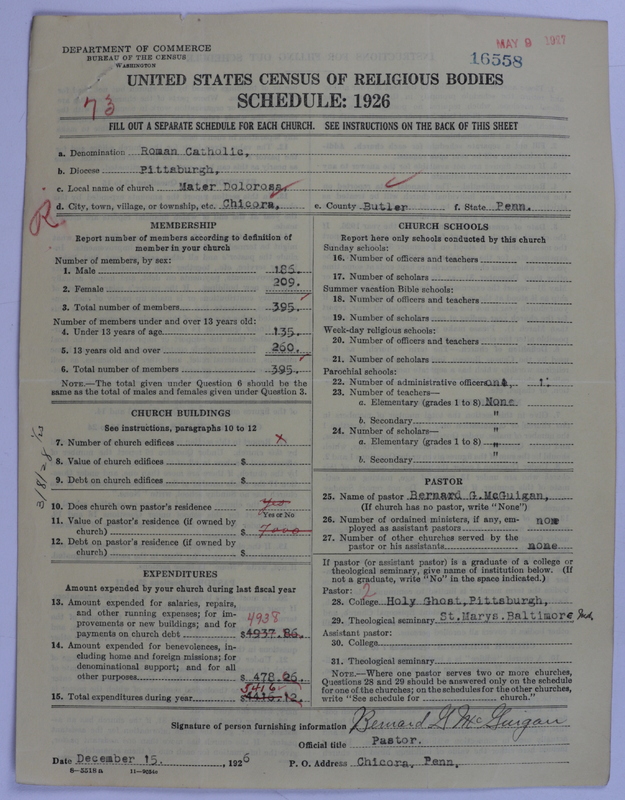 DEPARTMENT OF COMMERCE
BUREAU OF THE CENSUS
WASHINGTON
MAY 9 1927
16558
UNITED STATES CENSUS OF RELIGIOUS BODIES
SCHEDULE: 1926
73
FILL OUT A SEPARATE SCHEDULE FOR EACH CHURCH. SEE INSTRUCTIONS ON THE BACK OF THIS SHEET
a. Denomination Roman Catholic,
b. Diocese Pittsburgh,
c. Local name of church Mater Dolorosa
d. City, town, village, or township, etc. Chicora, e. County Butler f. State Penn.
R.
MEMBERSHIP
Report number of members according to definition of
member in your church
Number of members, by sex:
1. Male 186.
2. Female 209.
3. Total number of members 395.
Number of members under and over 13 years old:
4. Under 13 years of age 135.
5. 13 years old and over 260.
6. Total number of members 395.
NOTE.—The total given under Question 6 should be the
same as the total of males and females given under Question 3.
CHURCH BUILDINGS
See instructions, paragraphs 10 to 12
7. Number of church edifices x
8. Value of church edifices $
9. Debt on church edifices $
10. Does church own pastor's residence Yes
Yes or No
11. Value of pastor's residence (if owned by
church) $ 7000
12. Debt on pastor's residence (if owned by
church) $
EXPENDITURES
Amount expended by your church during last fiscal year
13. Amount expended for salaries, repairs,
and other running expenses; for im-
provements or new buildings; and for 4938
payments on church debt $4937.86.
14. Amount expended for benevolences, in-
cluding home and foreign missions; for
denominational support; and for all
other purposes $ 478.26.
5416
15. Total expenditures during year $
CHURCH SCHOOLS
Report here only schools conducted by this church
Sunday schools:
16. Number of officers and teachers
17. Number of scholars
Summer vacation Bible schools:
18. Number of officers and teachers
19. Number of scholars
Week-day religious schools:
20. Number of officers and teachers
21. Number of scholars
Parochial schools:
22. Number of administrative officers one, 1.
23. Number of teachers—
a. Elementary (grades 1 to 8) None
b. Secondary "
24. Number of scholars— "
a. Elementary (grades 1 to 8) "
b. Secondary "
PASTOR
25. Name of pastor Bernard G.McGuigan,
(If church has no pastor, write "None")
26. Number of ordained ministers, if any, em-
ployed as assistant pastors
27. Number of other churches served by the
pastor or his assistants none
If pastor (or assistant pastor) is a graduate of a college or
theological seminary, give name of institution below. (If
not a graduate, write "No" in the space indicated.)
Pastor: 2
28. College Holy Ghost, Pittsburgh,
29. Theological seminary St.Marys.Baltimore Md.
Assistant pastor:
30. College
31. Theological seminary
NOTE.—Where one pastor serves two or more churches,
Questions 28 and 29 should be answered only on the schedule
for one of the churches; on the schedules for the other churches,
write "See schedule for church."
Signature of person furnishing information Bernard G McGuigan
Official title Pastor.
Date December 15. , 1926 P. O. Address Chicora, Penn.
8—5518 a